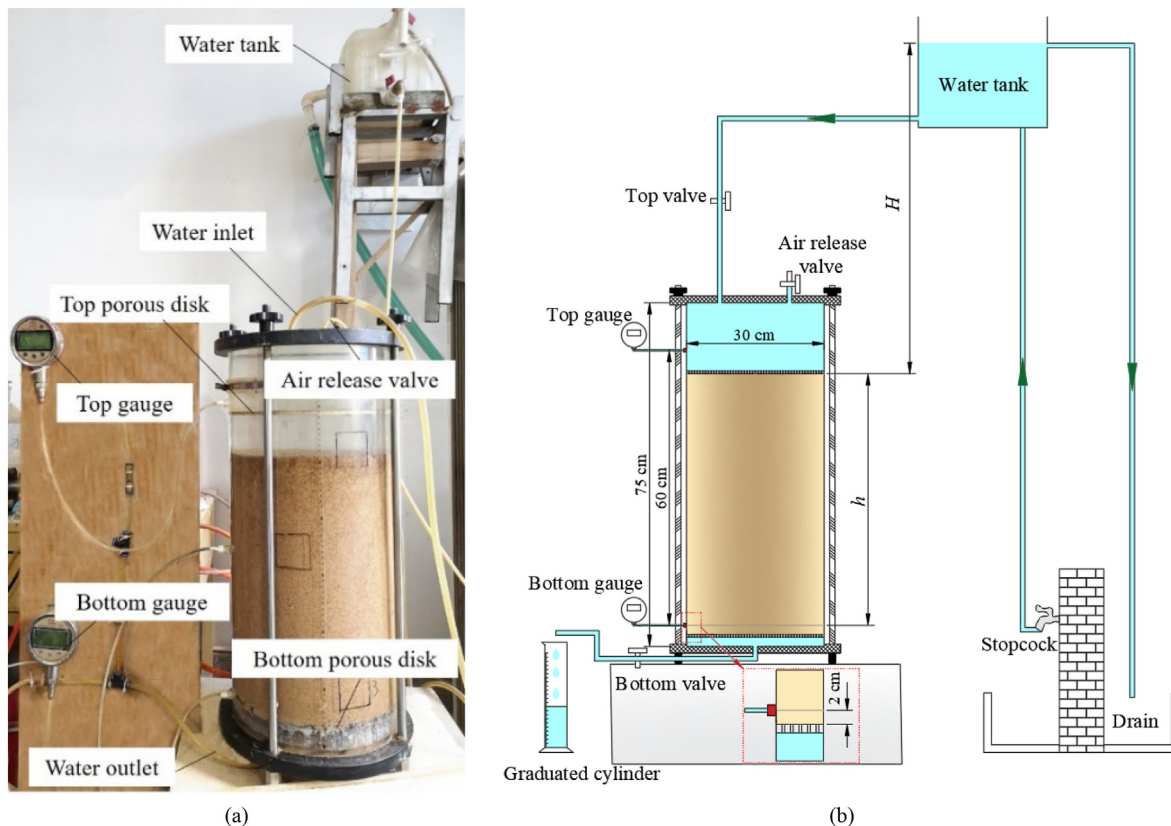 Water tank
Water inlet
Top porous disk
Air release valve
Top gauge
Bottom gauge
Bottom porous disk
Water outlet
(a)
Water tank
Top valve
H
Air release
valve
Top gauge
30 cm
75 cm
60 cm
h
Bottom gauge
Stopcock
Bottom valve
2 cm
Drain
Graduated cylinder
(b)